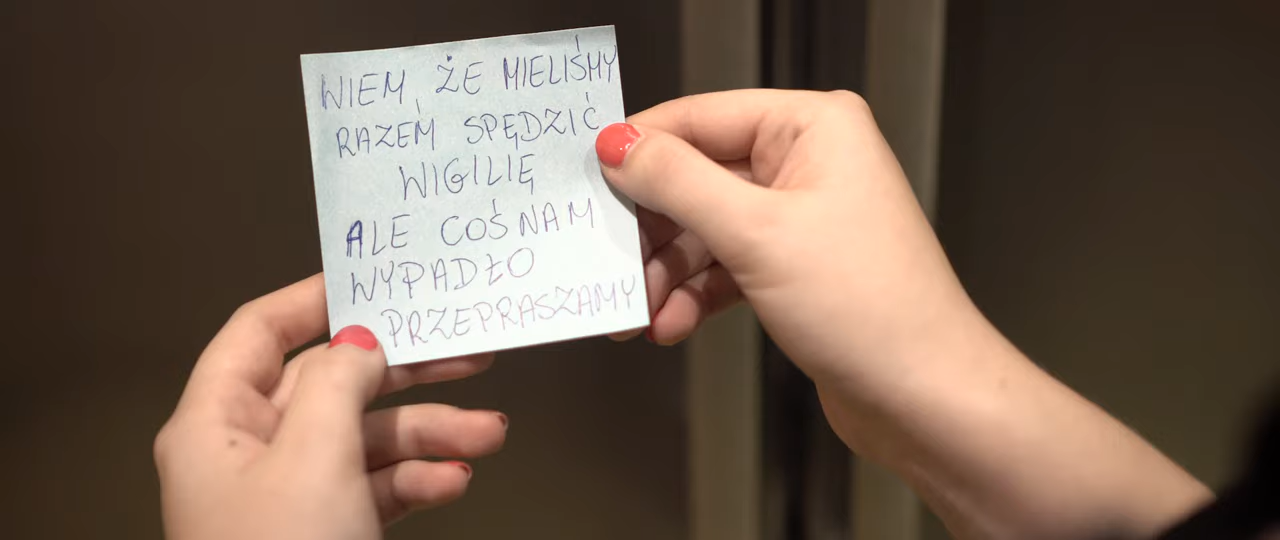 WIEM, ŻE MIELIŚMY
RAZEM SPĘDZIĆ
WIGILIĘ
ALE COŚ NAM
WYPADŁO
PRZEPRASZAMY